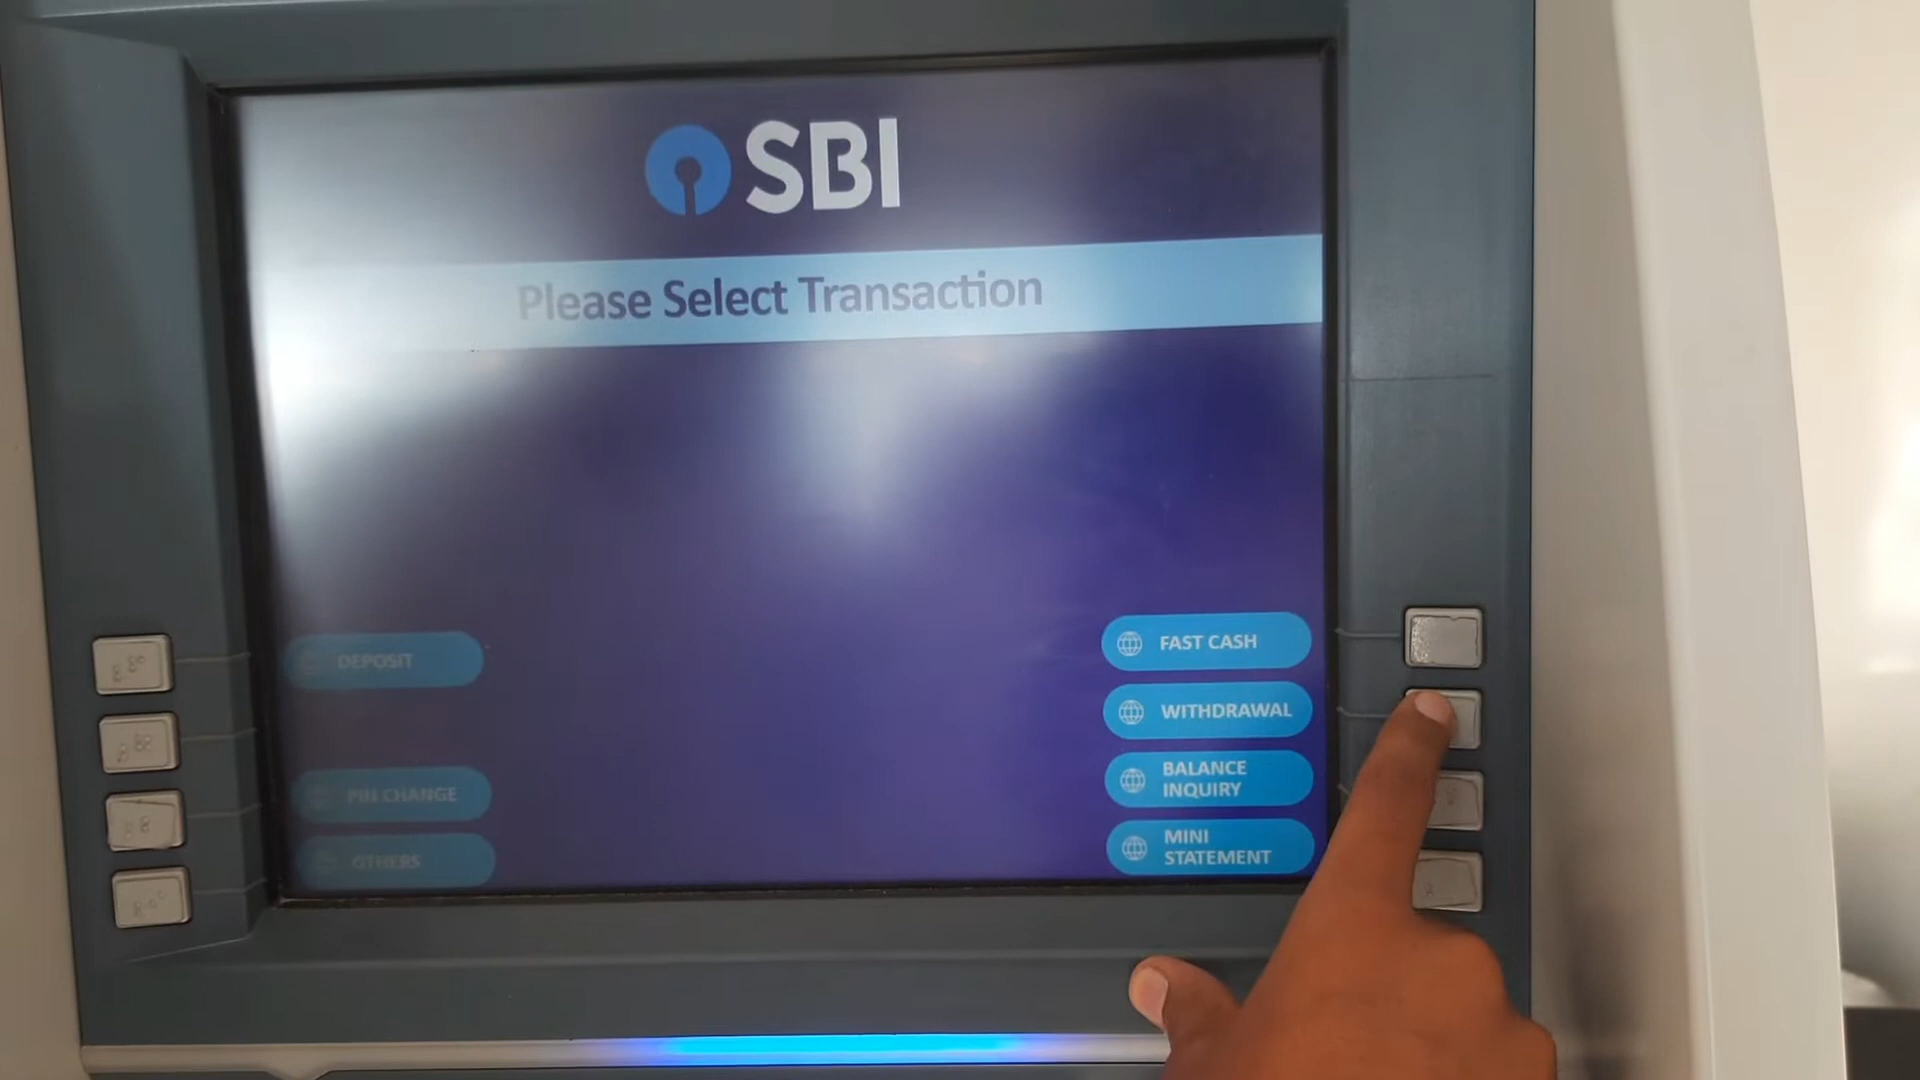 SBI
Please Select Transaction
DEPOSIT
PIN CHANGE
OTHERS
FAST CASH
WITHDRAWAL
BALANCE
INQUIRY
MINI
STATEMENT